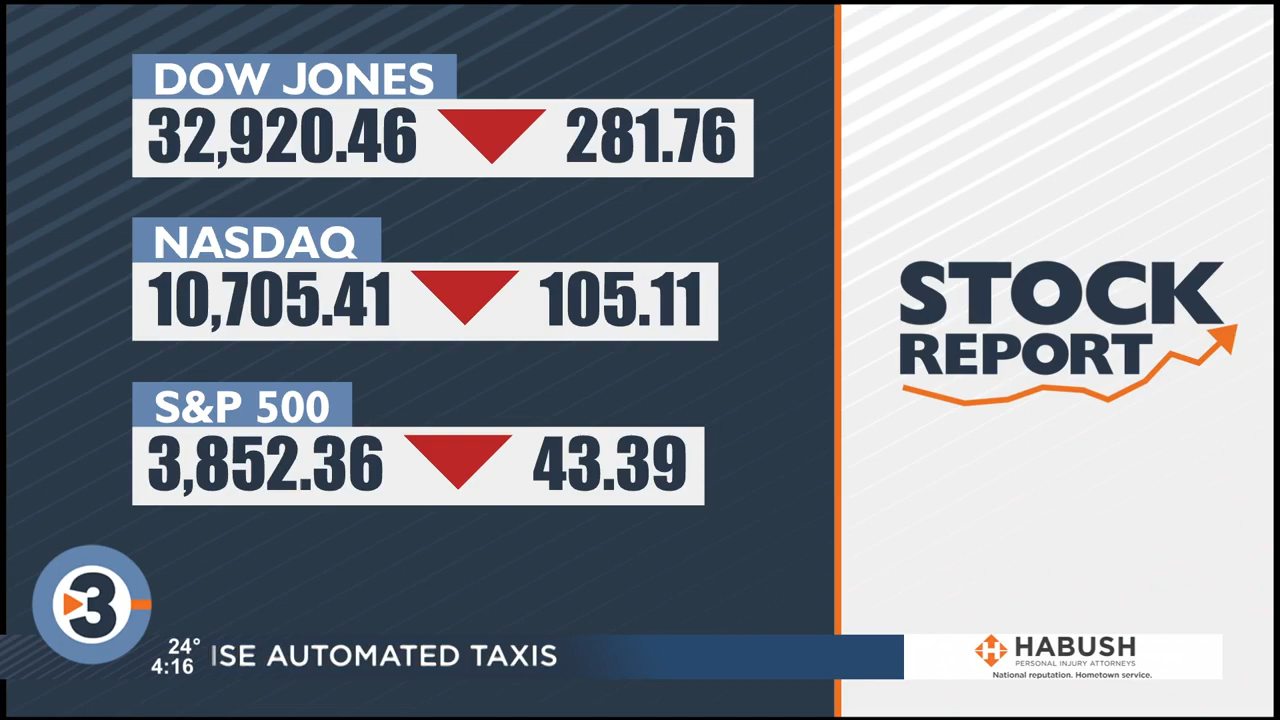 DOW JONES
32,920.46 281.76
NASDAQ
10,705.41 105.11
S&P 500
3,852.36 43.39
STOCK
REPORT
3
24°
4:16
ISE AUTOMATED TAXIS
HABUSH
PERSONAL INJURY ATTORNEYS
National reputation. Hometown service.